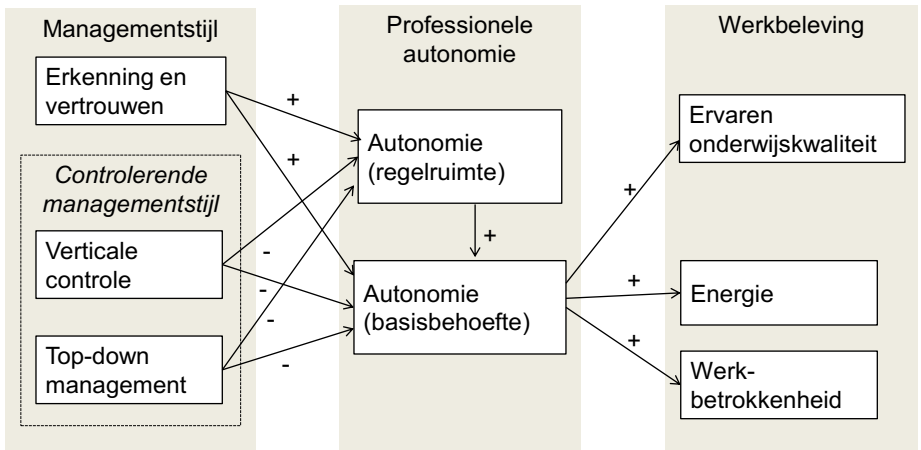 Managementstijl
Erkenning en
vertrouwen
Controlerende
managementstijl
Verticale
controle
Top-down
management
+
+
-
-
-
-
Professionele
autonomie
Autonomie
(regelruimte)
+
Autonomie
(basisbehoefte)
+
+
+
Werkbeleving
Ervaren
onderwijskwaliteit
Energie
Werk-
betrokkenheid